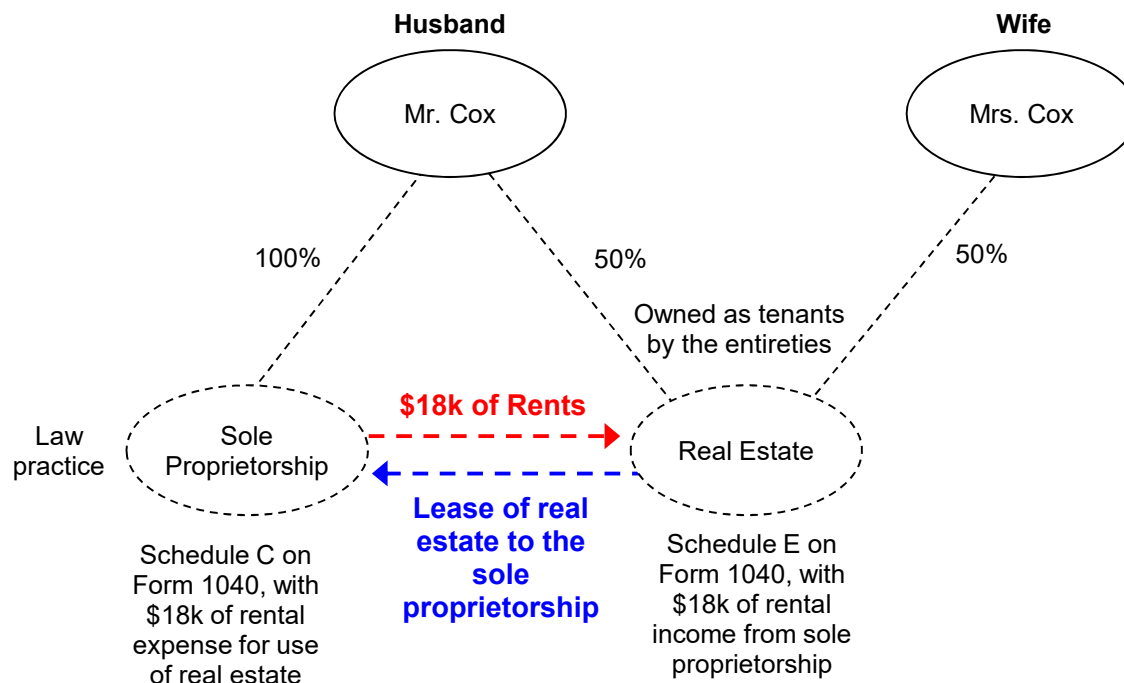 Husband
Wife
Mr. Cox
Mrs. Cox
100%
50%
50%
Owned as tenants
by the entireties
$18k of Rents
Law
practice
Sole
Proprietorship
Real Estate
Lease of real
estate to the
sole
proprietorship
Schedule C on
Form 1040, with
$18k of rental
expense for use
of real estate
Schedule E on
Form 1040, with
$18k of rental
income from sole
proprietorship